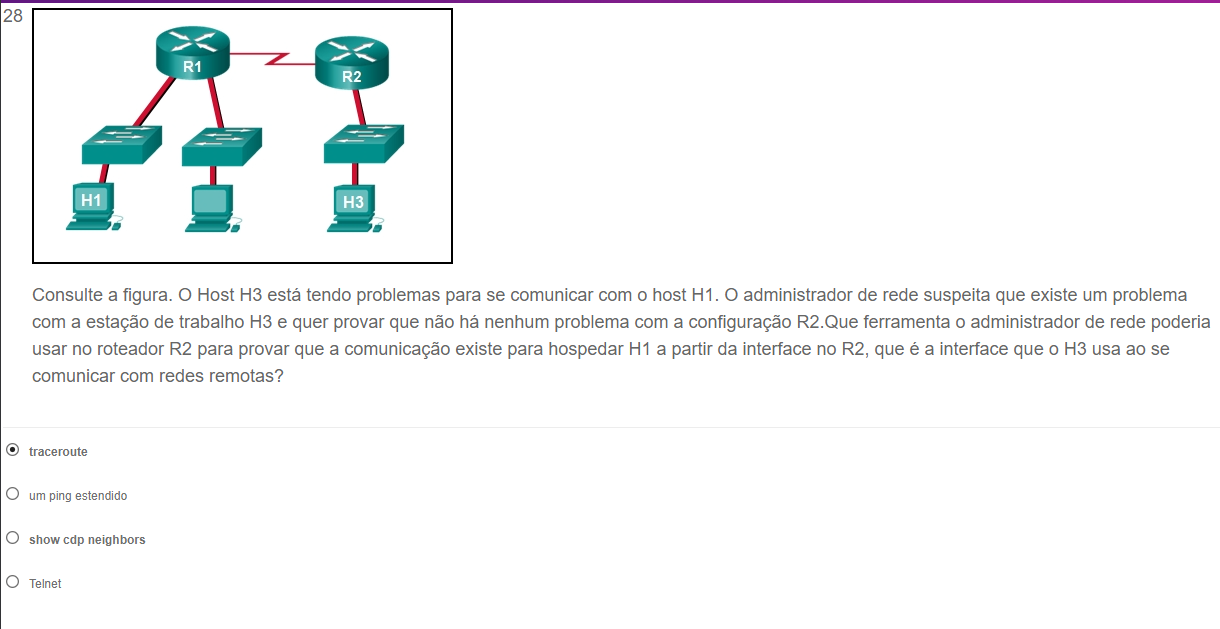 28
R1
R2
H1
H3
Consulte a figura. O Host H3 está tendo problemas para se comunicar com o host H1. O administrador de rede suspeita que existe um problema
com a estação de trabalho H3 e quer provar que não há nenhum problema com a configuração R2.Que ferramenta o administrador de rede poderia
usar no roteador R2 para provar que a comunicação existe para hospedar H1 a partir da interface no R2, que é a interface que o H3 usa ao se
comunicar com redes remotas?
traceroute
um ping estendido
show cdp neighbors
Telnet